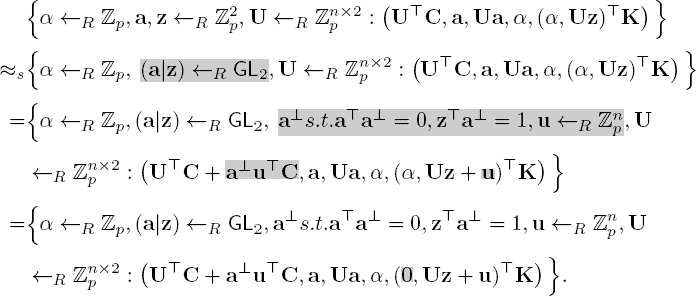 {α ←_R ℤ_p, a, z ←_R ℤ_p^2, U ←_R ℤ_p^{n×2} : (U^⊤C, a, Ua, α, (α, Uz)^⊤K)}
≈_s {α ←_R ℤ_p, (a|z) ←_R GL_2, U ←_R ℤ_p^{n×2} : (U^⊤C, a, Ua, α, (α, Uz)^⊤K)}
= {α ←_R ℤ_p, (a|z) ←_R GL_2, a^⊥ s.t. a^⊤a^⊥ = 0, z^⊤a^⊥ = 1, u ←_R ℤ_p^n, U
←_R ℤ_p^{n×2} : (U^⊤C + a^⊥u^⊤C, a, Ua, α, (α, Uz + u)^⊤K)}
= {α ←_R ℤ_p, (a|z) ←_R GL_2, a^⊥ s.t. a^⊤a^⊥ = 0, z^⊤a^⊥ = 1, u ←_R ℤ_p^n, U
←_R ℤ_p^{n×2} : (U^⊤C + a^⊥u^⊤C, a, Ua, α, (0, Uz + u)^⊤K)}.